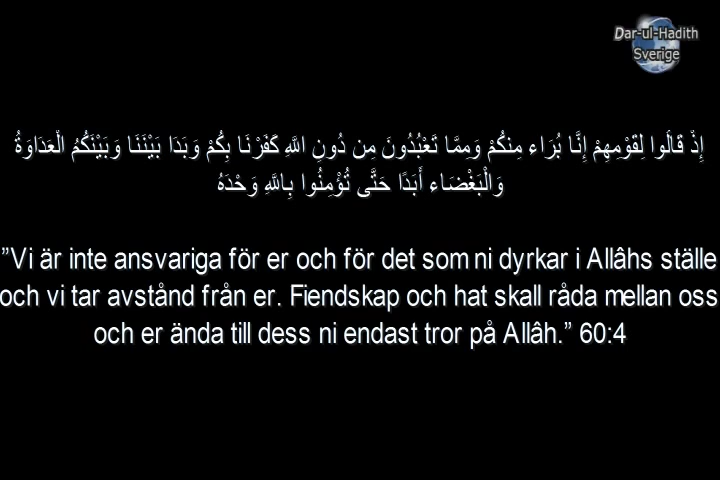 Dar-ul-Hadith
Sverige
إِذْ قَالُوا لِقَوْمِهِمْ إِنَّا بُرَاء مِنكُمْ وَمِمَّا تَعْبُدُونَ مِن دُونِ اللَّهِ كَفَرْنَا بِكُمْ وَبَدَا بَيْنَنَا وَبَيْنَكُمُ الْعَدَاوَةُ
وَالْبَغْضَاء أَبَدًا حَتَّى تُؤْمِنُوا بِاللَّهِ وَحْدَهُ
”Vi är inte ansvariga för er och för det som ni dyrkar i Allâhs ställe
och vi tar avstånd från er. Fiendskap och hat skall råda mellan oss
och er ända till dess ni endast tror på Allâh.” 60:4